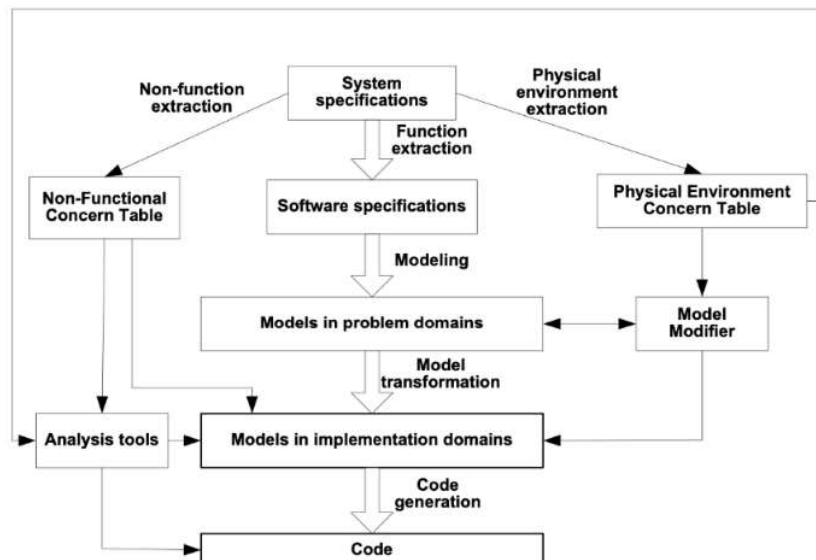 Non-function
extraction
System
specifications
Physical
environment
extraction
Function
extraction
Non-Functional
Concern Table
Software specifications
Physical Environment
Concern Table
Modeling
Models in problem domains
Model
Modifier
Model
transformation
Analysis tools
Models in implementation domains
Code
generation
Code